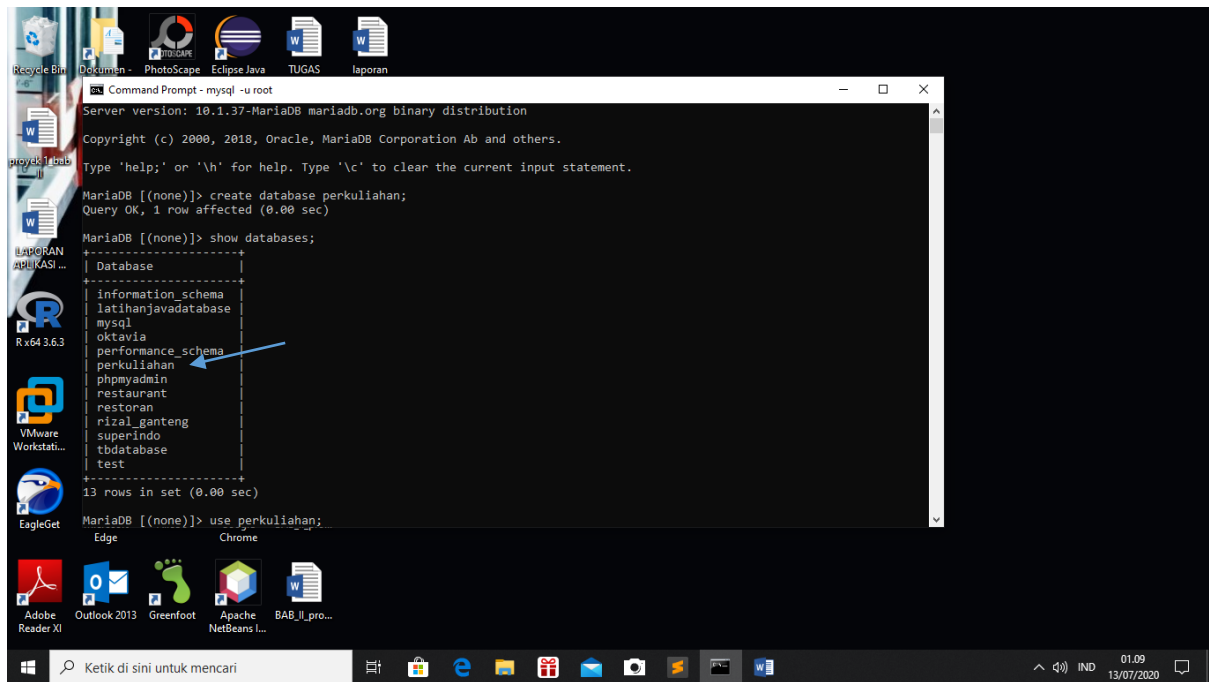 Recycle Bin
Dokumen -
PhotoScape
Eclipse Java
TUGAS
laporan
proyek 1_bab
II
LAPORAN
APLIKASI ...
R x64 3.6.3
VMware
Workstati...
EagleGet
Adobe
Reader XI
Edge
Chrome
Outlook 2013
Greenfoot
Apache
NetBeans I...
BAB_II_pro...
Command Prompt - mysql -u root
Server version: 10.1.37-MariaDB mariadb.org binary distribution
Copyright (c) 2000, 2018, Oracle, MariaDB Corporation Ab and others.
Type 'help;' or '\h' for help. Type '\c' to clear the current input statement.
MariaDB [(none)]> create database perkuliahan;
Query OK, 1 row affected (0.00 sec)
MariaDB [(none)]> show databases;
+--------------------+
| Database           |
+--------------------+
| information_schema |
| latihanjavadatabase |
| mysql              |
| oktavia            |
| performance_schema |
| perkuliahan        |
| phpmyadmin         |
| restaurant         |
| restoran           |
| rizal_ganteng      |
| superindo          |
| tbdatabase         |
| test               |
+--------------------+
13 rows in set (0.00 sec)
MariaDB [(none)]> use perkuliahan;
Ketik di sini untuk mencari
IND
01.09
13/07/2020